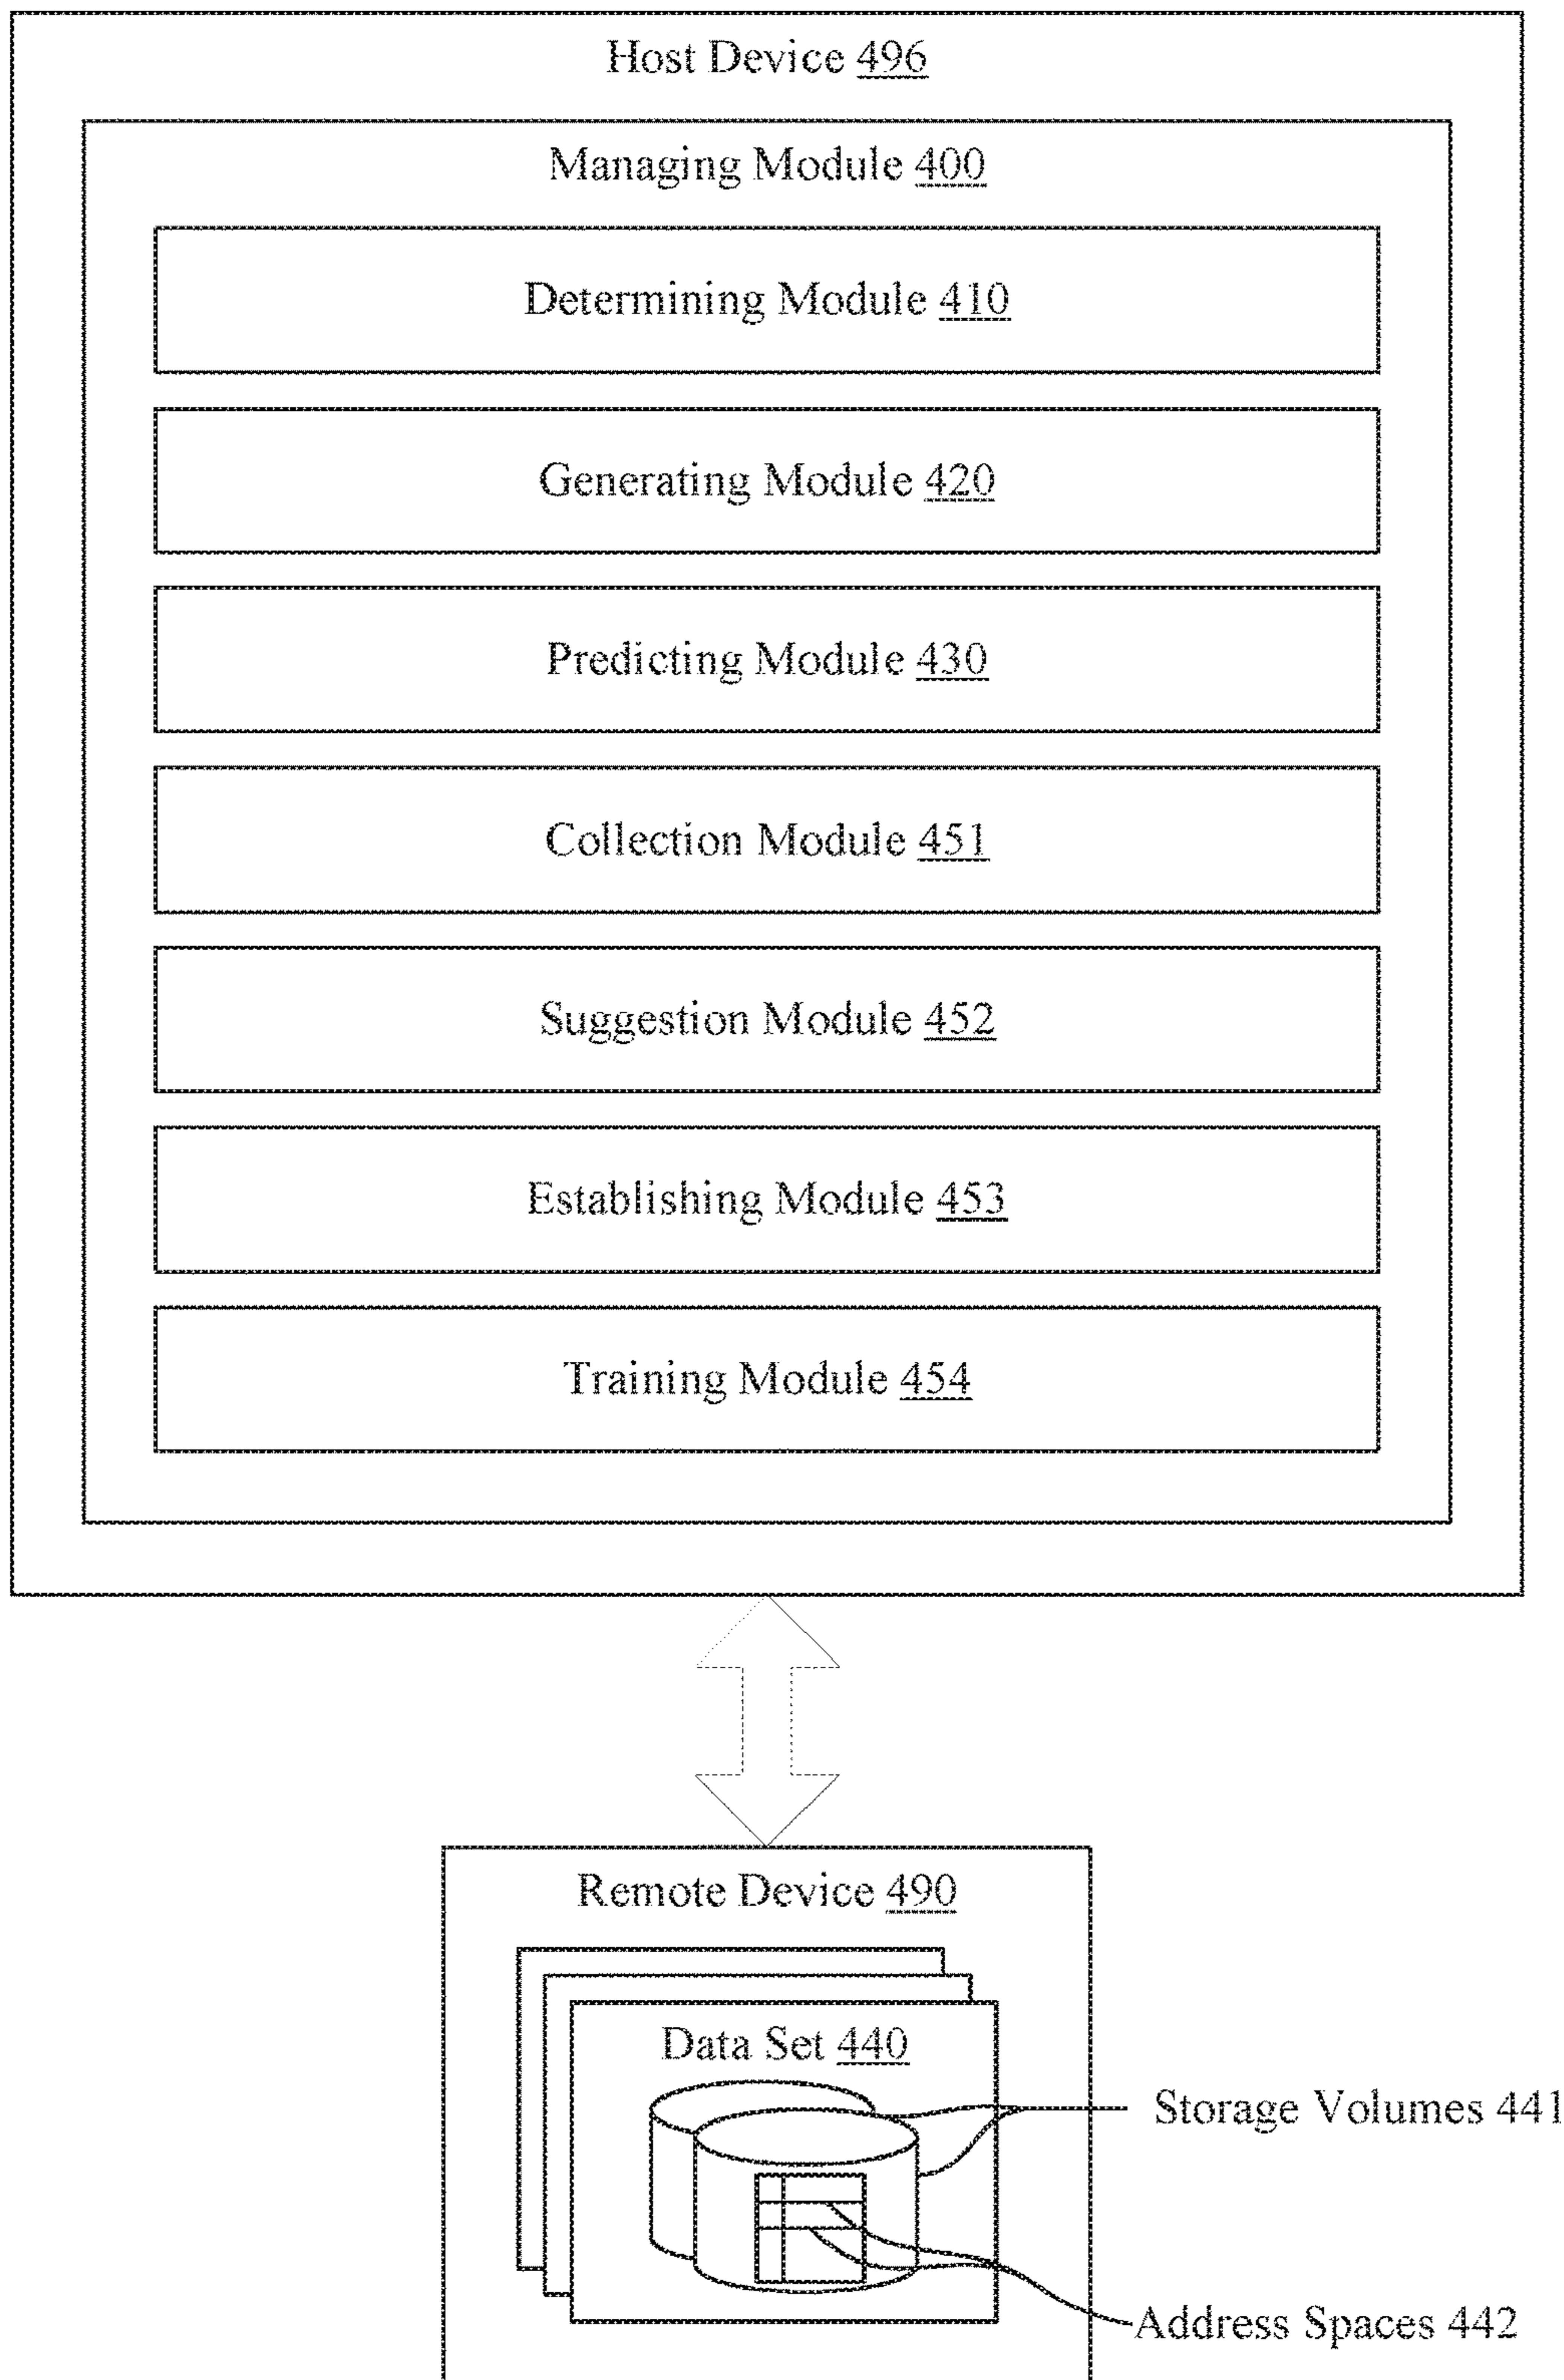 Host Device 496
Managing Module 400
Determining Module 410
Generating Module 420
Predicting Module 430
Collection Module 451
Suggestion Module 452
Establishing Module 453
Training Module 454
Remote Device 490
Data Set 440
Storage Volumes 441
Address Spaces 442